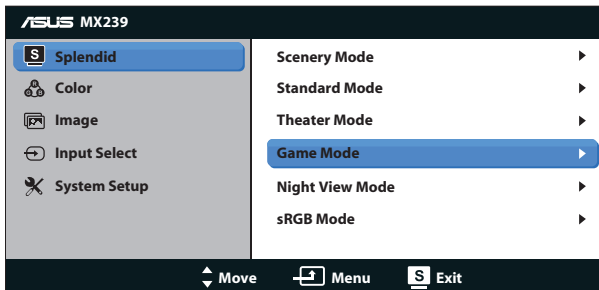 ASUS MX239
S Splendid
Color
Image
Input Select
System Setup
Scenery Mode
Standard Mode
Theater Mode
Game Mode
Night View Mode
sRGB Mode
Move Menu S Exit